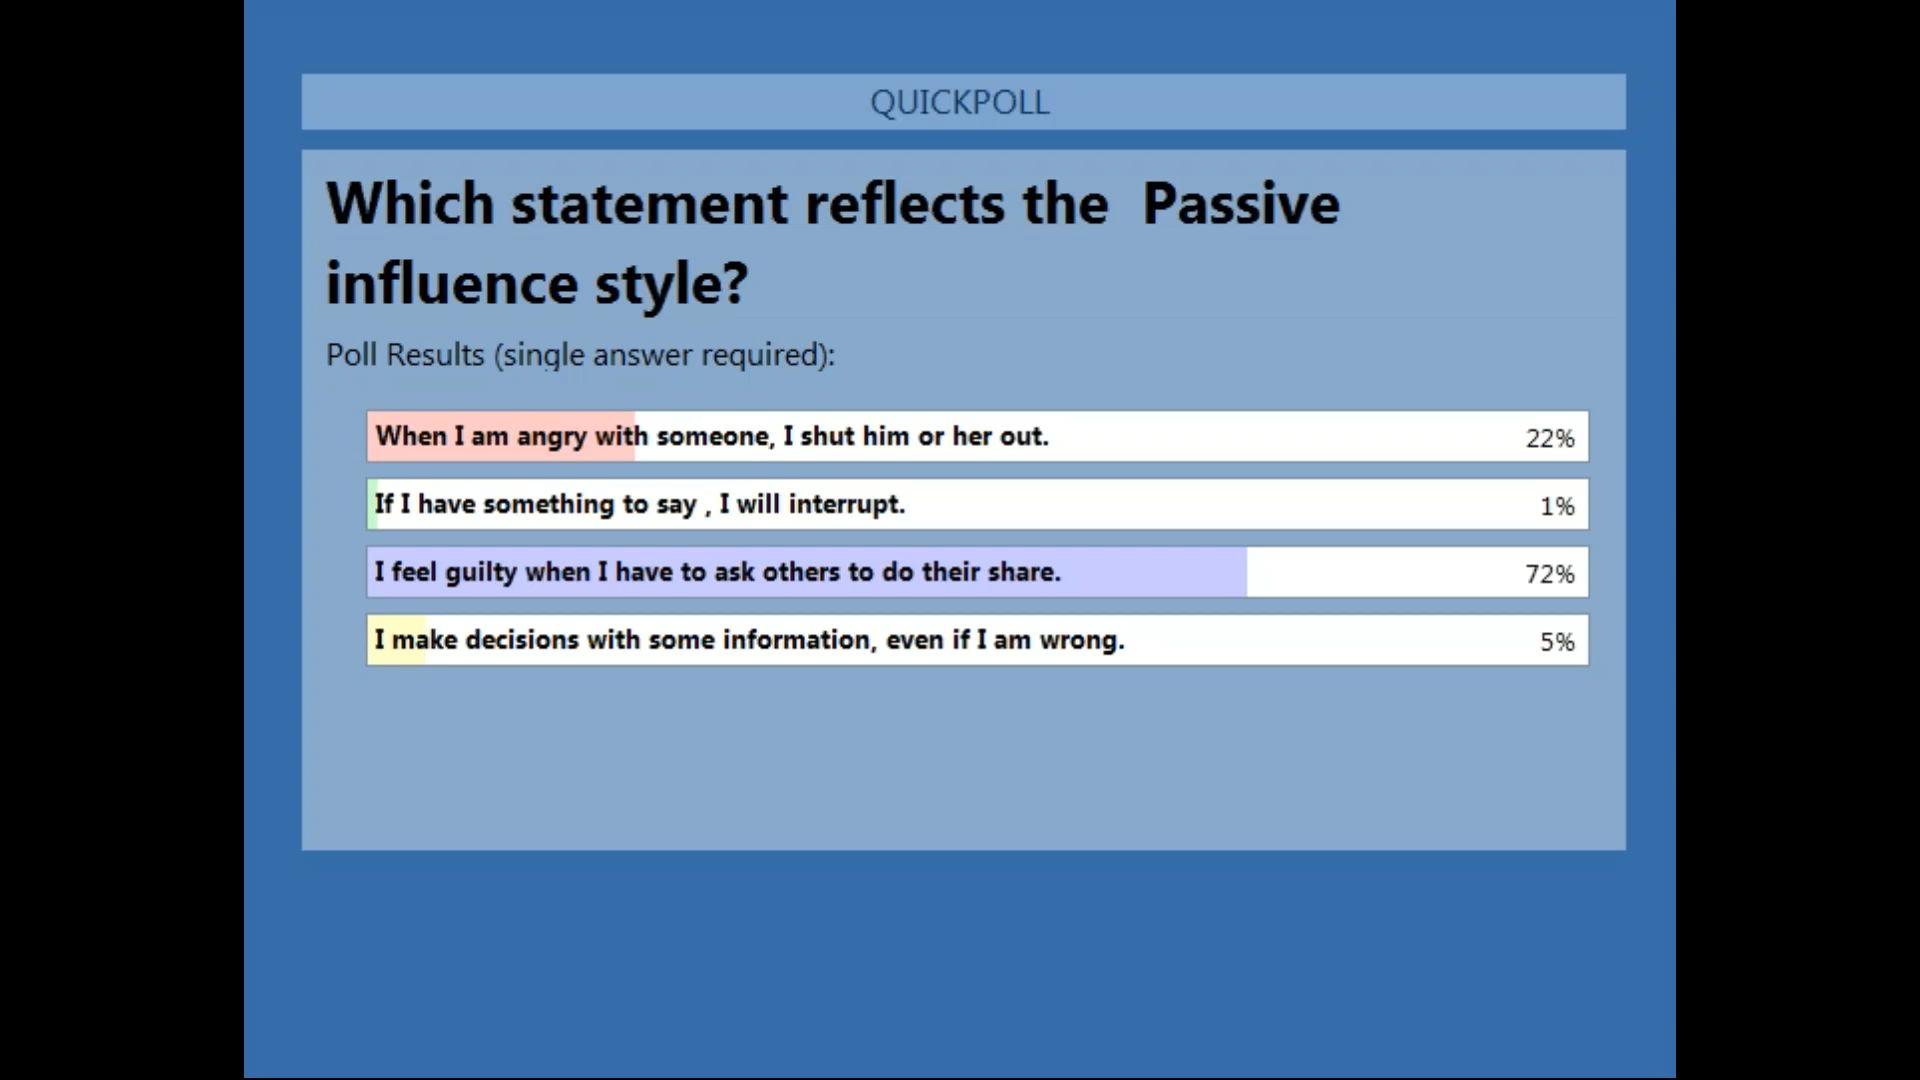 QUICKPOLL
Which statement reflects the  Passive
influence style?
Poll Results (single answer required):
When I am angry with someone, I shut him or her out. 22%
If I have something to say , I will interrupt. 1%
I feel guilty when I have to ask others to do their share. 72%
I make decisions with some information, even if I am wrong. 5%